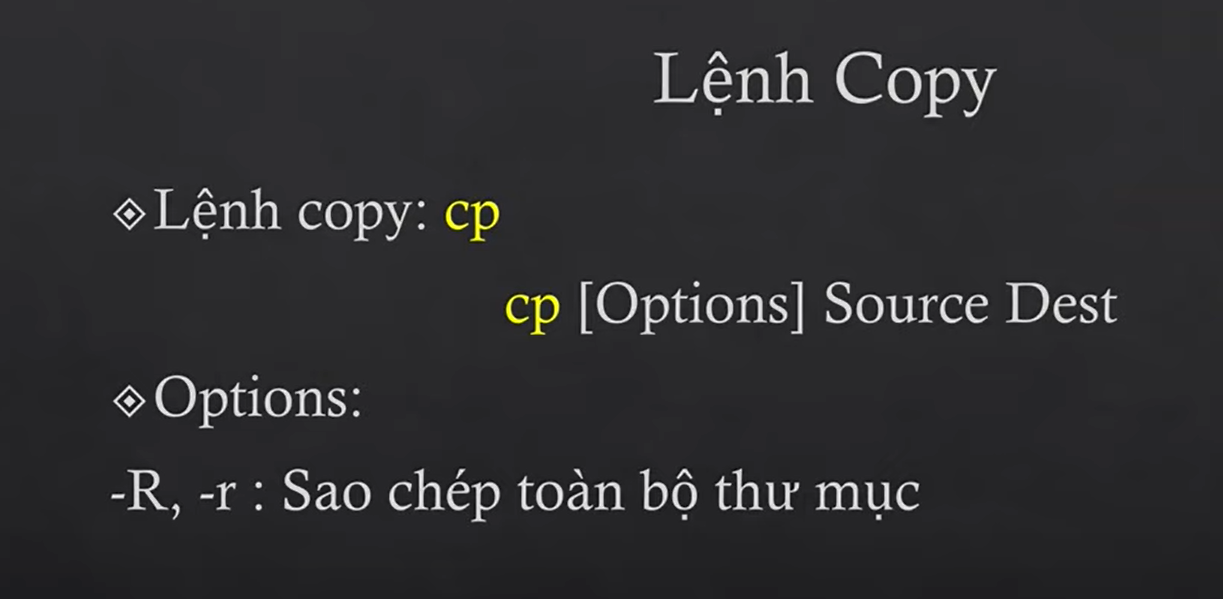 Lệnh Copy
Lệnh copy: cp
cp [Options] Source Dest
Options:
-R, -r : Sao chép toàn bộ thư mục